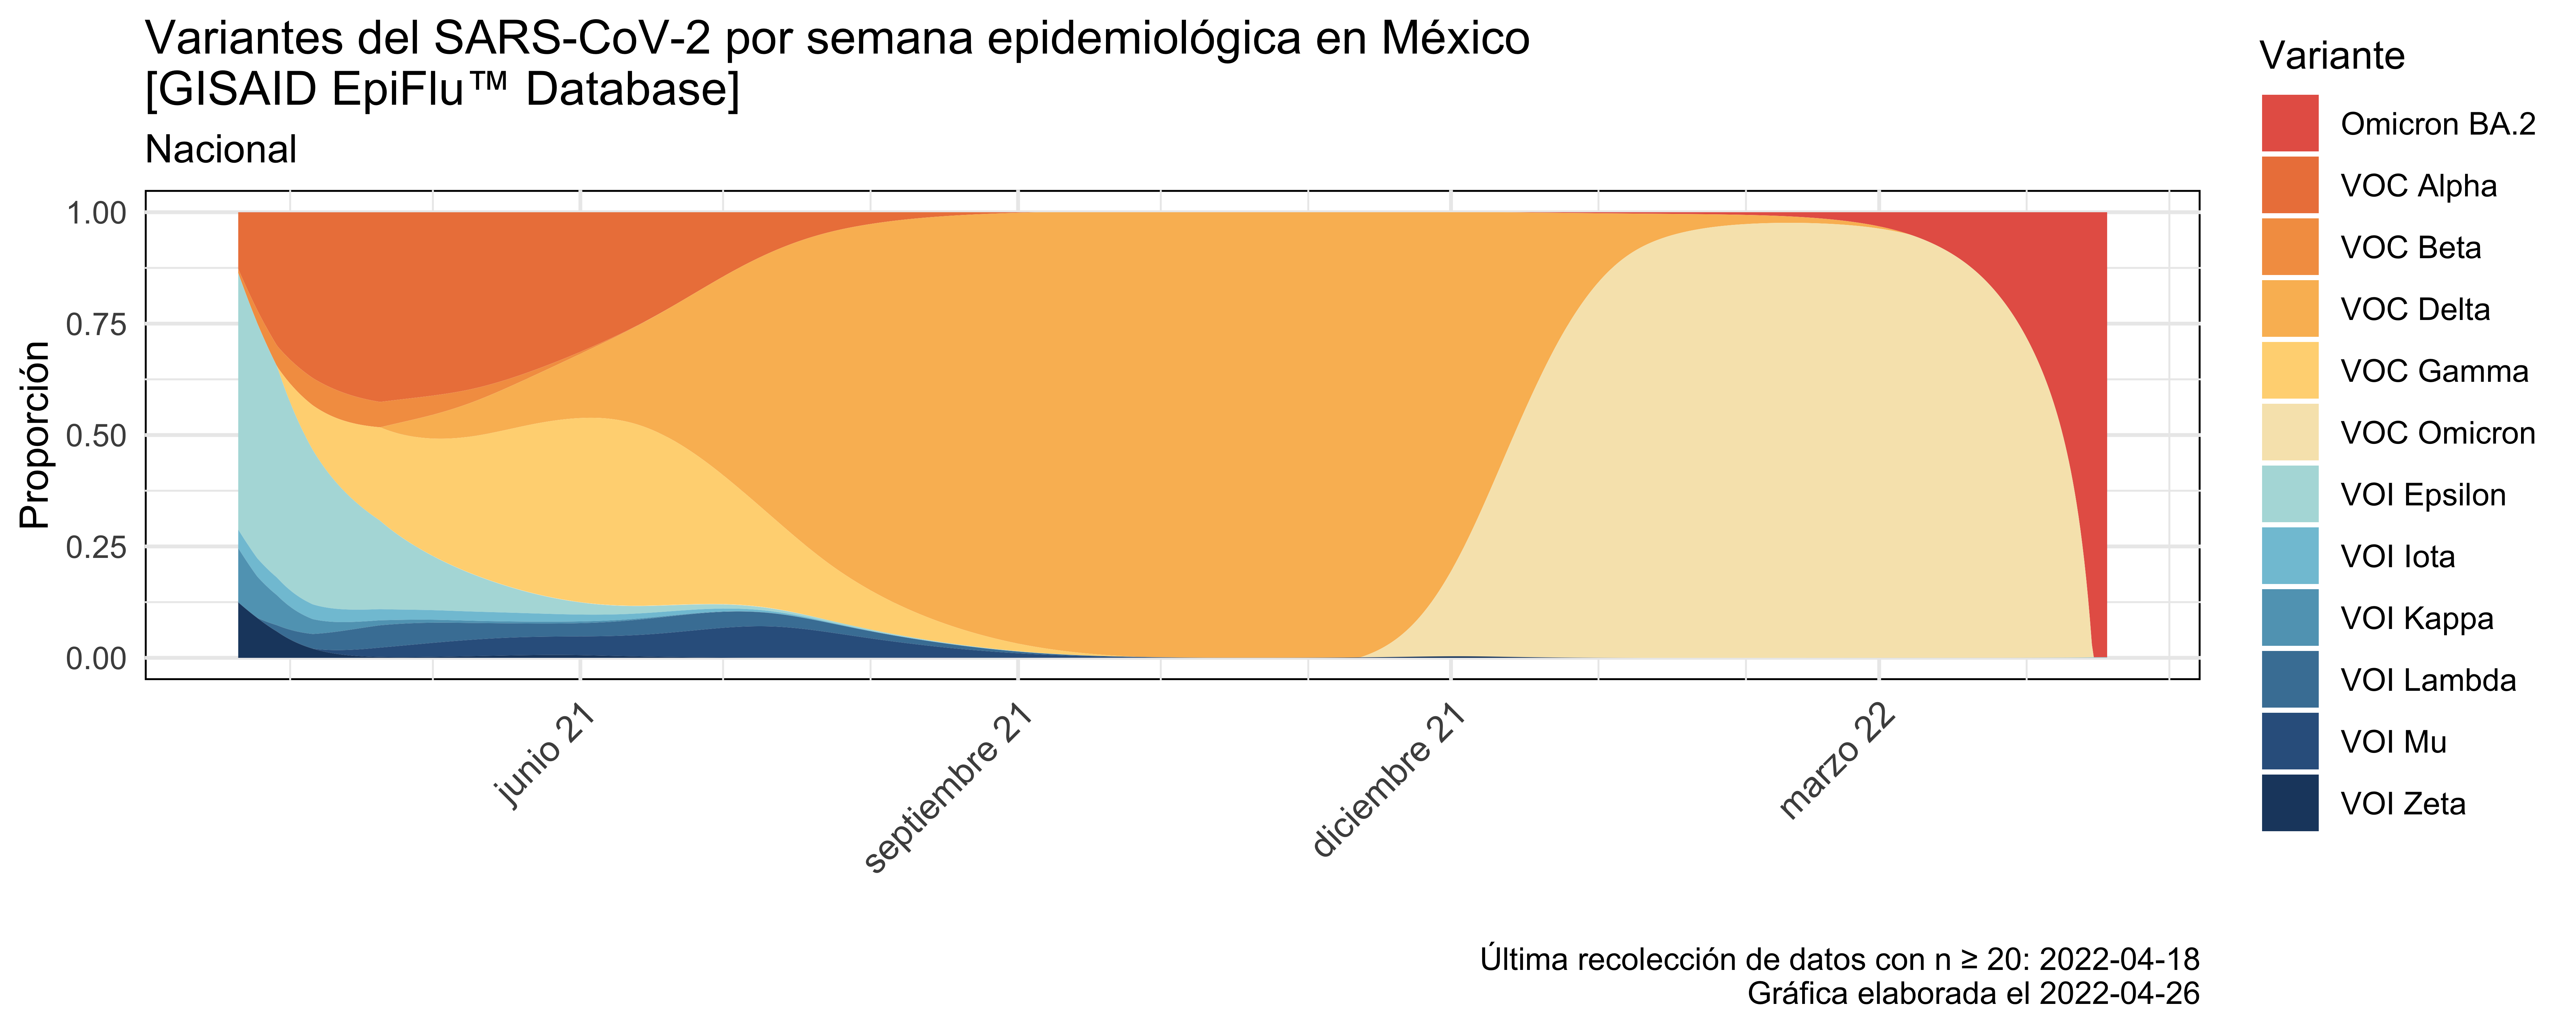 Variantes del SARS-CoV-2 por semana epidemiológica en México
[GISAID EpiFlu™ Database]
Nacional
Proporción
1.00
0.75
0.50
0.25
0.00
junio 21
septiembre 21
diciembre 21
marzo 22
Variante
Omicron BA.2
VOC Alpha
VOC Beta
VOC Delta
VOC Gamma
VOC Omicron
VOI Epsilon
VOI Iota
VOI Kappa
VOI Lambda
VOI Mu
VOI Zeta
Última recolección de datos con n ≥ 20: 2022-04-18
Gráfica elaborada el 2022-04-26